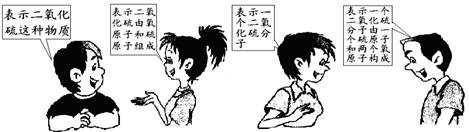 表示二氧化
硫这种物质
表示二氧
化硫由硫
原子和氧
原子组成
表示一
个二氧
化硫分
子
表示一个
二氧化硫
分子由一
个硫原子
和两个氧
原子构成